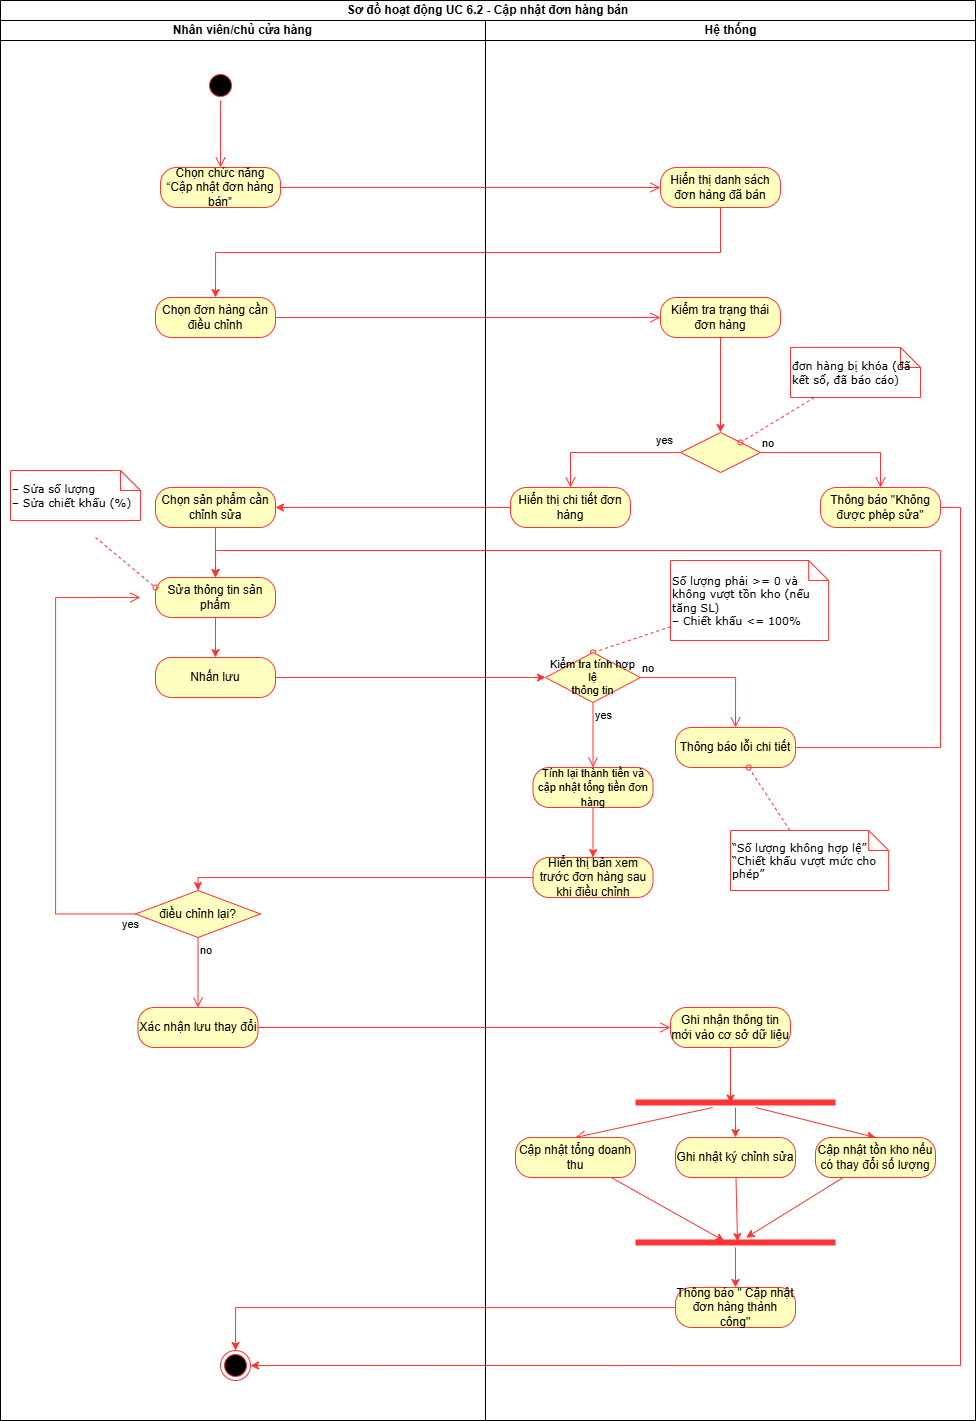 Sơ đồ hoạt động UC 6.2 - Cập nhật đơn hàng bán
Nhân viên/chủ cửa hàng
Hệ thống
Chọn chức năng
“Cập nhật đơn hàng
bán”
Hiển thị danh sách
đơn hàng đã bán
Chọn đơn hàng cần
điều chỉnh
Kiểm tra trạng thái
đơn hàng
đơn hàng bị khóa (đã
kết sổ, đã báo cáo)
yes
no
– Sửa số lượng
– Sửa chiết khấu (%)
Chọn sản phẩm cần
chỉnh sửa
Hiển thị chi tiết đơn
hàng
Thông báo "Không
được phép sửa"
Sửa thông tin sản
phẩm
Số lượng phải >= 0 và
không vượt tồn kho (nếu
tăng SL)
– Chiết khấu <= 100%
Nhấn lưu
Kiểm tra tính hợp
lệ
thông tin
no
yes
Thông báo lỗi chi tiết
Tính lại thành tiền và
cập nhật tổng tiền đơn
hàng
“Số lượng không hợp lệ”
“Chiết khấu vượt mức cho
phép”
Hiển thị bản xem
trước đơn hàng sau
khi điều chỉnh
điều chỉnh lại?
yes
no
Xác nhận lưu thay đổi
Ghi nhận thông tin
mới vào cơ sở dữ liệu
Cập nhật tổng doanh
thu
Ghi nhật ký chỉnh sửa
Cập nhật tồn kho nếu
có thay đổi số lượng
Thông báo " Cập nhật
đơn hàng thành
công"